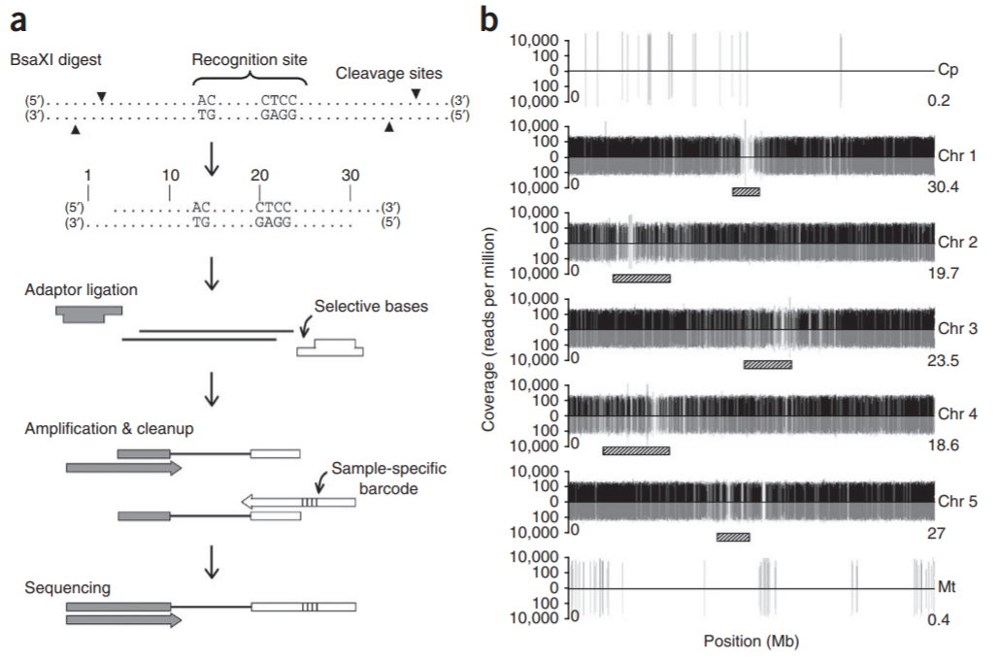 a
BsaXI digest
Recognition site
Cleavage sites
(5′)............AC.....CTCC............(3′)
(3′)............TG.....GAGG............(5′)
1 10 20 30
(5′) .........AC.....CTCC..........(3′)
(3′)............TG.....GAGG....... (5′)
Adaptor ligation
Selective bases
Amplification & cleanup
Sample-specific
barcode
Sequencing
b
Coverage (reads per million)
10,000
100
0
100
10,000
0
Cp
0.2
10,000
100
0
100
10,000
0
Chr 1
30.4
10,000
100
0
100
10,000
0
Chr 2
19.7
10,000
100
0
100
10,000
0
Chr 3
23.5
10,000
100
0
100
10,000
0
Chr 4
18.6
10,000
100
0
100
10,000
0
Chr 5
27
10,000
100
0
100
10,000
0
Mt
0.4
Position (Mb)